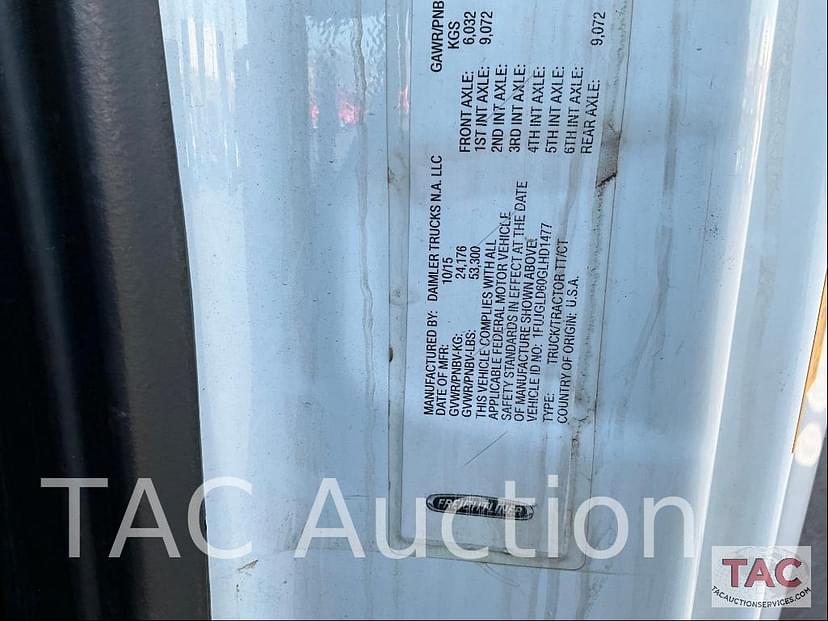 MANUFACTURED BY: DAIMLER TRUCKS N.A. LLC
DATE OF MFR: 10/15
GVWR/PNBV-KG: 24,176
GVWR/PNBV-LBS: 53,300
THIS VEHICLE COMPLIES WITH ALL
APPLICABLE FEDERAL MOTOR VEHICLE
SAFETY STANDARDS IN EFFECT AT THE DATE
OF MANUFACTURE SHOWN ABOVE
VEHICLE ID NO: 1FUJGLD60GLHD1477
TYPE: TRUCK/TRACTOR TT/CT
COUNTRY OF ORIGIN: U.S.A.
GAWR/PNB
KGS
FRONT AXLE: 6,032
1ST INT AXLE: 9,072
2ND INT AXLE:
3RD INT AXLE:
4TH INT AXLE:
5TH INT AXLE:
6TH INT AXLE:
REAR AXLE: 9,072
FREIGHTLINER
TAC Auction
TAC
TACAUCTIONSERVICES.COM